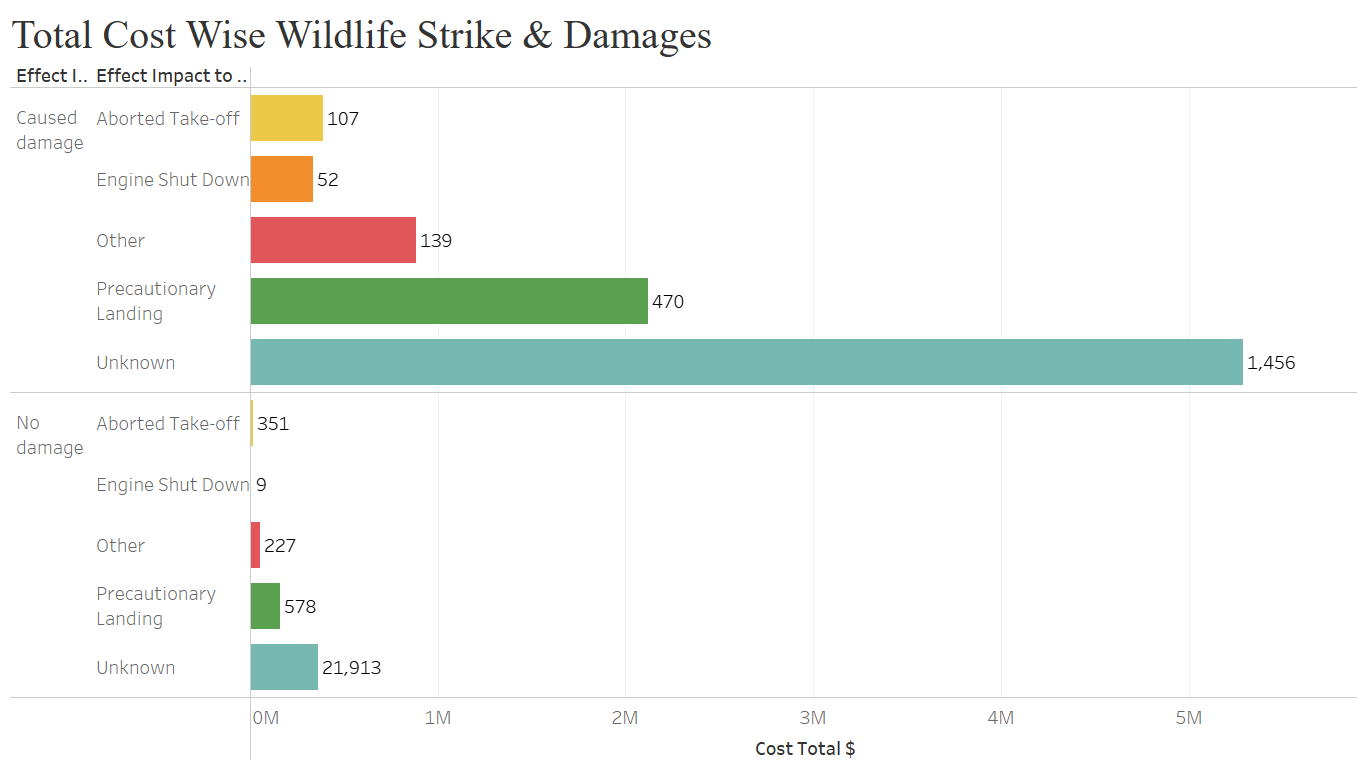 Total Cost Wise Wildlife Strike & Damages
Effect I.. Effect Impact to ..
Caused
damage
Aborted Take-off 107
Engine Shut Down 52
Other 139
Precautionary
Landing
470
Unknown 1,456
No
damage
Aborted Take-off 351
Engine Shut Down 9
Other 227
Precautionary
Landing
578
Unknown 21,913
0M 1M 2M 3M 4M 5M
Cost Total $